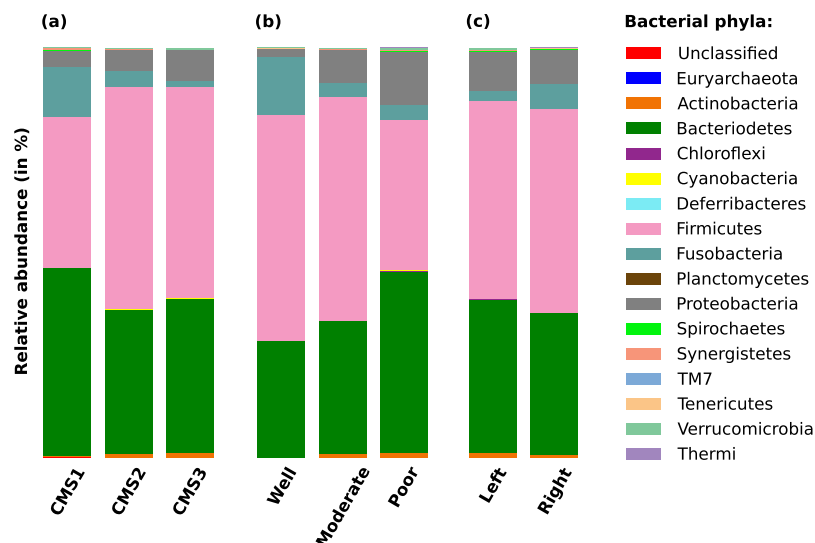 (a)
(b)
(c)
Bacterial phyla:
Unclassified
Euryarchaeota
Actinobacteria
Bacteriodetes
Chloroflexi
Cyanobacteria
Deferribacteres
Firmicutes
Fusobacteria
Planctomycetes
Proteobacteria
Spirochaetes
Synergistetes
TM7
Tenericutes
Verrucomicrobia
Thermi
Relative abundance (in %)
CMS1
CMS2
CMS3
Well
Moderate
Poor
Left
Right